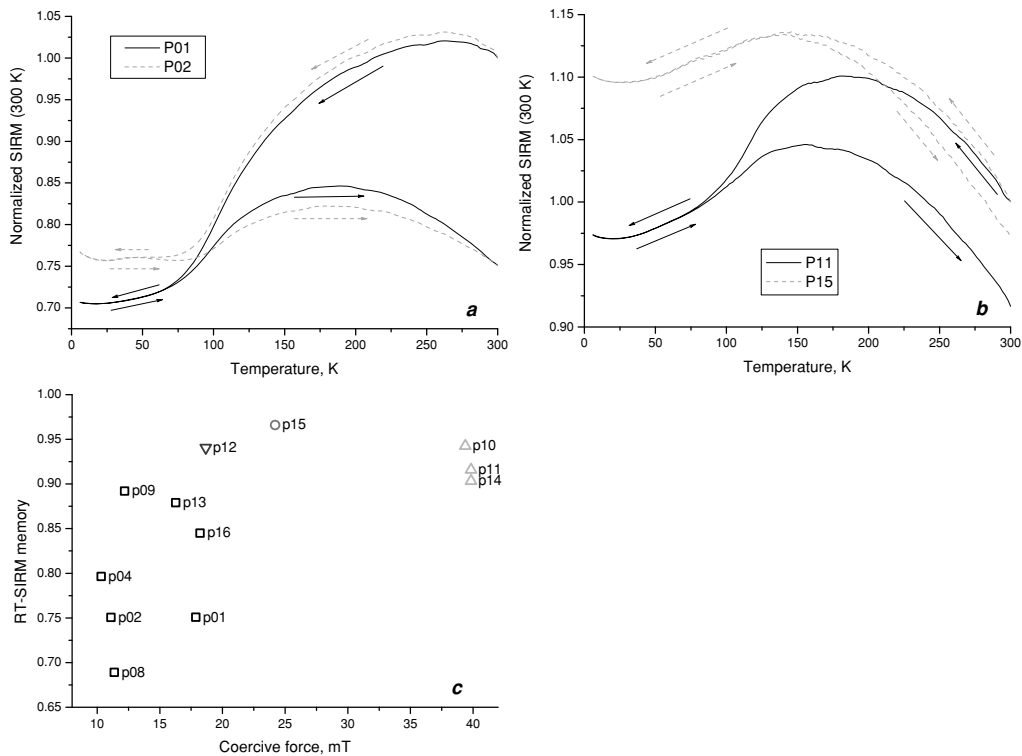 1.05
1.00
0.95
0.90
0.85
0.80
0.75
0.70
Normalized SIRM (300 K)
P01
P02
a
0 50 100 150 200 250 300
Temperature, K
1.15
1.10
1.05
1.00
0.95
0.90
Normalized SIRM (300 K)
P11
P15
b
0 50 100 150 200 250 300
Temperature, K
1.00
0.95
0.90
0.85
0.80
0.75
0.70
0.65
RT-SIRM memory
p15
p12
p10
p11
p14
p09
p13
p16
p04
p02
p01
p08
c
10 15 20 25 30 35 40
Coercive force, mT